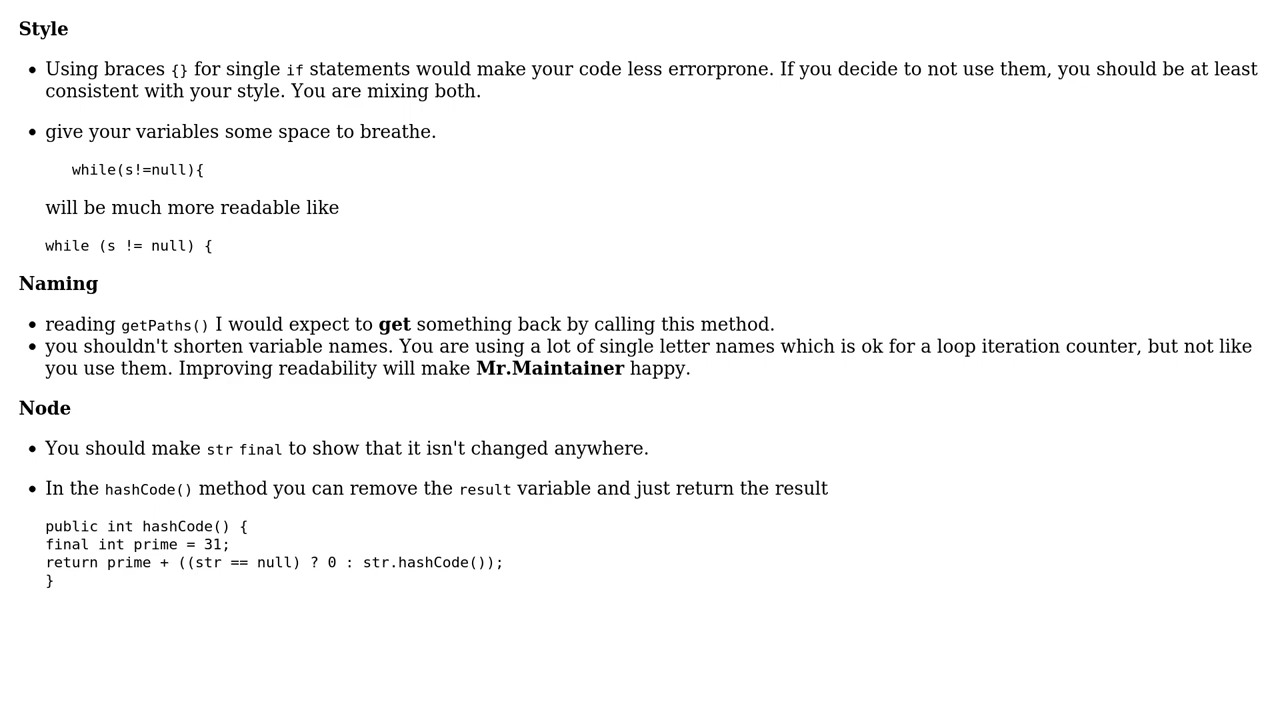 Style
• Using braces {} for single if statements would make your code less errorprone. If you decide to not use them, you should be at least
consistent with your style. You are mixing both.
• give your variables some space to breathe.
while(s!=null){
will be much more readable like
while (s != null) {
Naming
• reading getPaths() I would expect to get something back by calling this method.
• you shouldn't shorten variable names. You are using a lot of single letter names which is ok for a loop iteration counter, but not like
you use them. Improving readability will make Mr.Maintainer happy.
Node
• You should make str final to show that it isn't changed anywhere.
• In the hashCode() method you can remove the result variable and just return the result
public int hashCode() {
final int prime = 31;
return prime + ((str == null) ? 0 : str.hashCode());
}